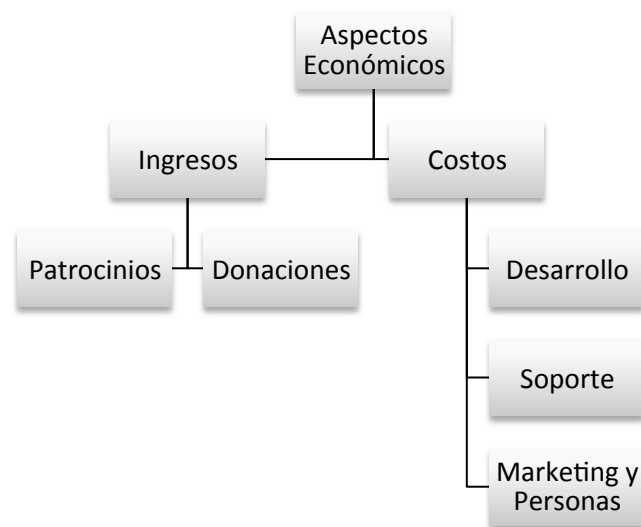 Aspectos
Económicos
Ingresos
Costos
Patrocinios
Donaciones
Desarrollo
Soporte
Marketing y
Personas